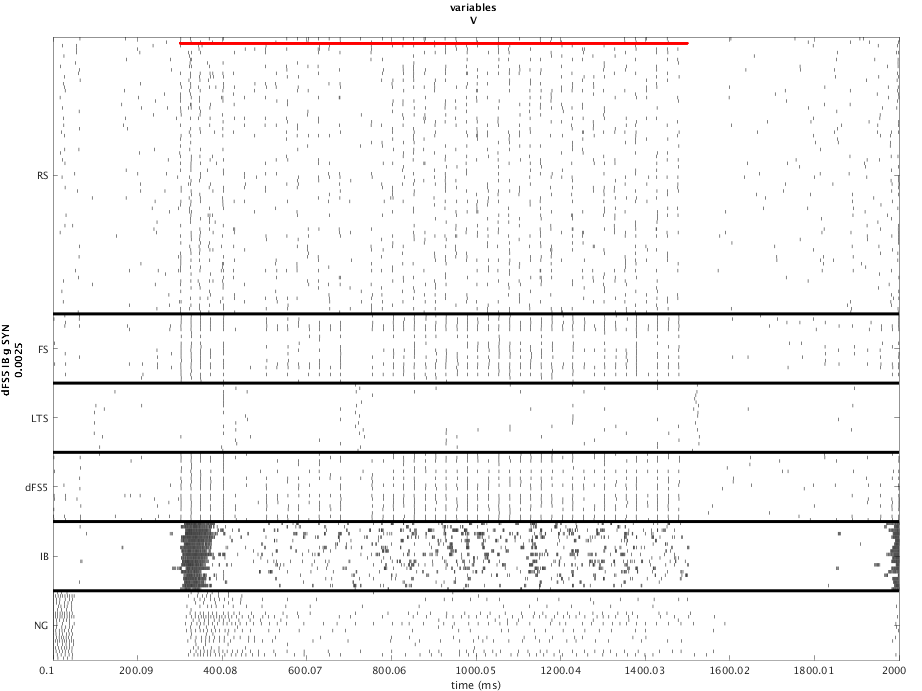 variables
V
dFS5 IB g SYN
0.0025
RS
FS
LTS
dFS5
IB
NG
0.1 200.09 400.08 600.07 800.06 1000.05 1200.04 1400.03 1600.02 1800.01 2000
time (ms)